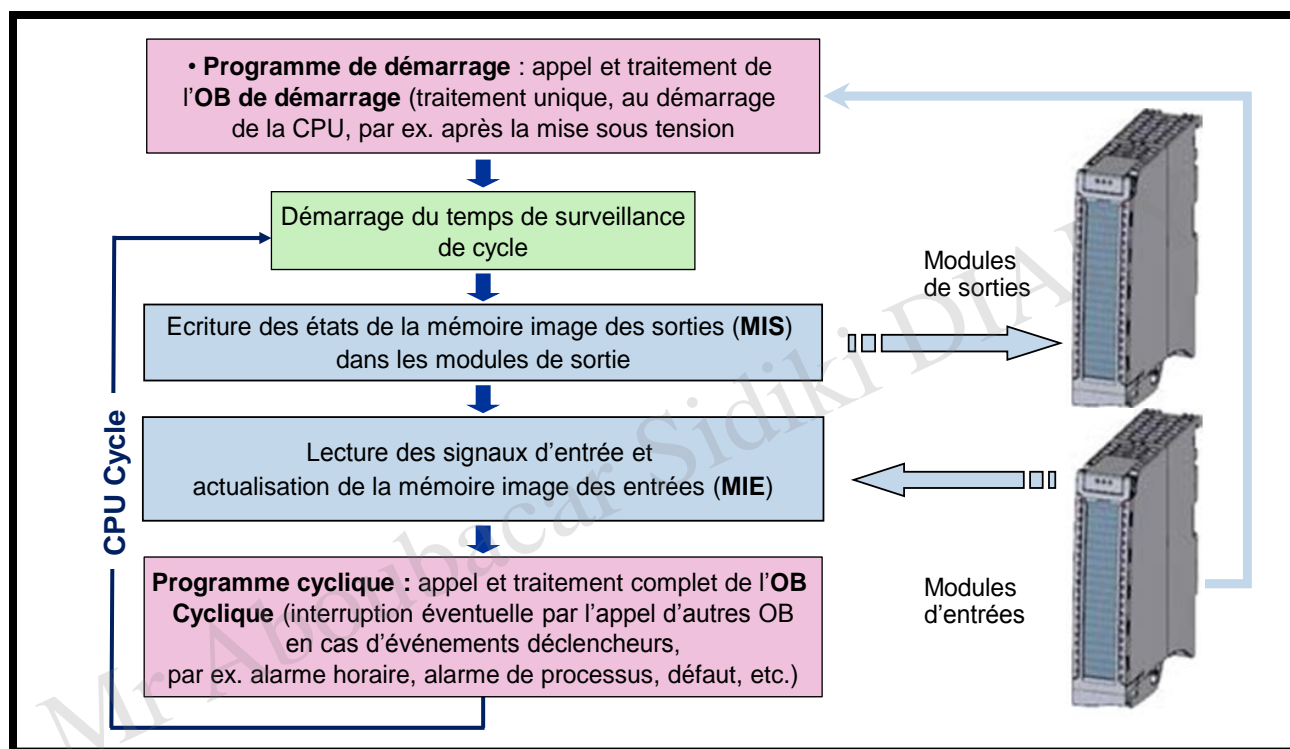 • Programme de démarrage : appel et traitement de
l’OB de démarrage (traitement unique, au démarrage
de la CPU, par ex. après la mise sous tension
Démarrage du temps de surveillance
de cycle
Modules
de sorties
Ecriture des états de la mémoire image des sorties (MIS)
dans les modules de sortie
CPU Cycle
Lecture des signaux d’entrée et
actualisation de la mémoire image des entrées (MIE)
Programme cyclique : appel et traitement complet de l’OB
Cyclique (interruption éventuelle par l’appel d’autres OB
en cas d’événements déclencheurs,
par ex. alarme horaire, alarme de processus, défaut, etc.)
Modules
d’entrées
Mr Aboubacar Sidiki